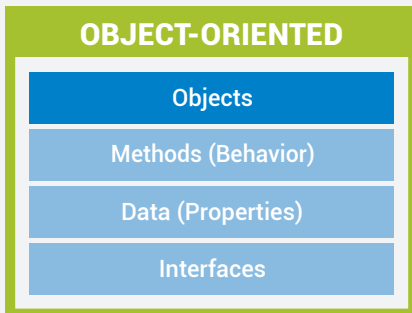 OBJECT-ORIENTED
Objects
Methods (Behavior)
Data (Properties)
Interfaces